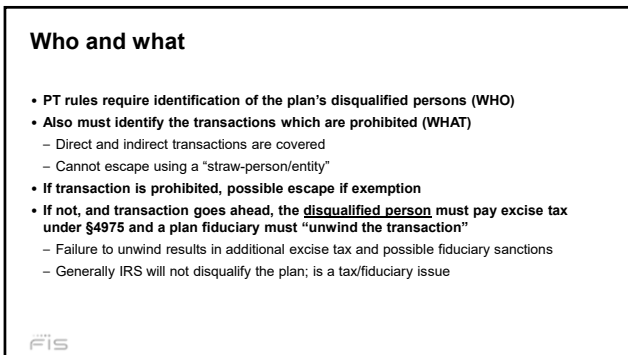 Who and what
• PT rules require identification of the plan's disqualified persons (WHO)
• Also must identify the transactions which are prohibited (WHAT)
– Direct and indirect transactions are covered
– Cannot escape using a “straw-person/entity”
• If transaction is prohibited, possible escape if exemption
• If not, and transaction goes ahead, the disqualified person must pay excise tax
under §4975 and a plan fiduciary must “unwind the transaction”
– Failure to unwind results in additional excise tax and possible fiduciary sanctions
– Generally IRS will not disqualify the plan; is a tax/fiduciary issue
FIS